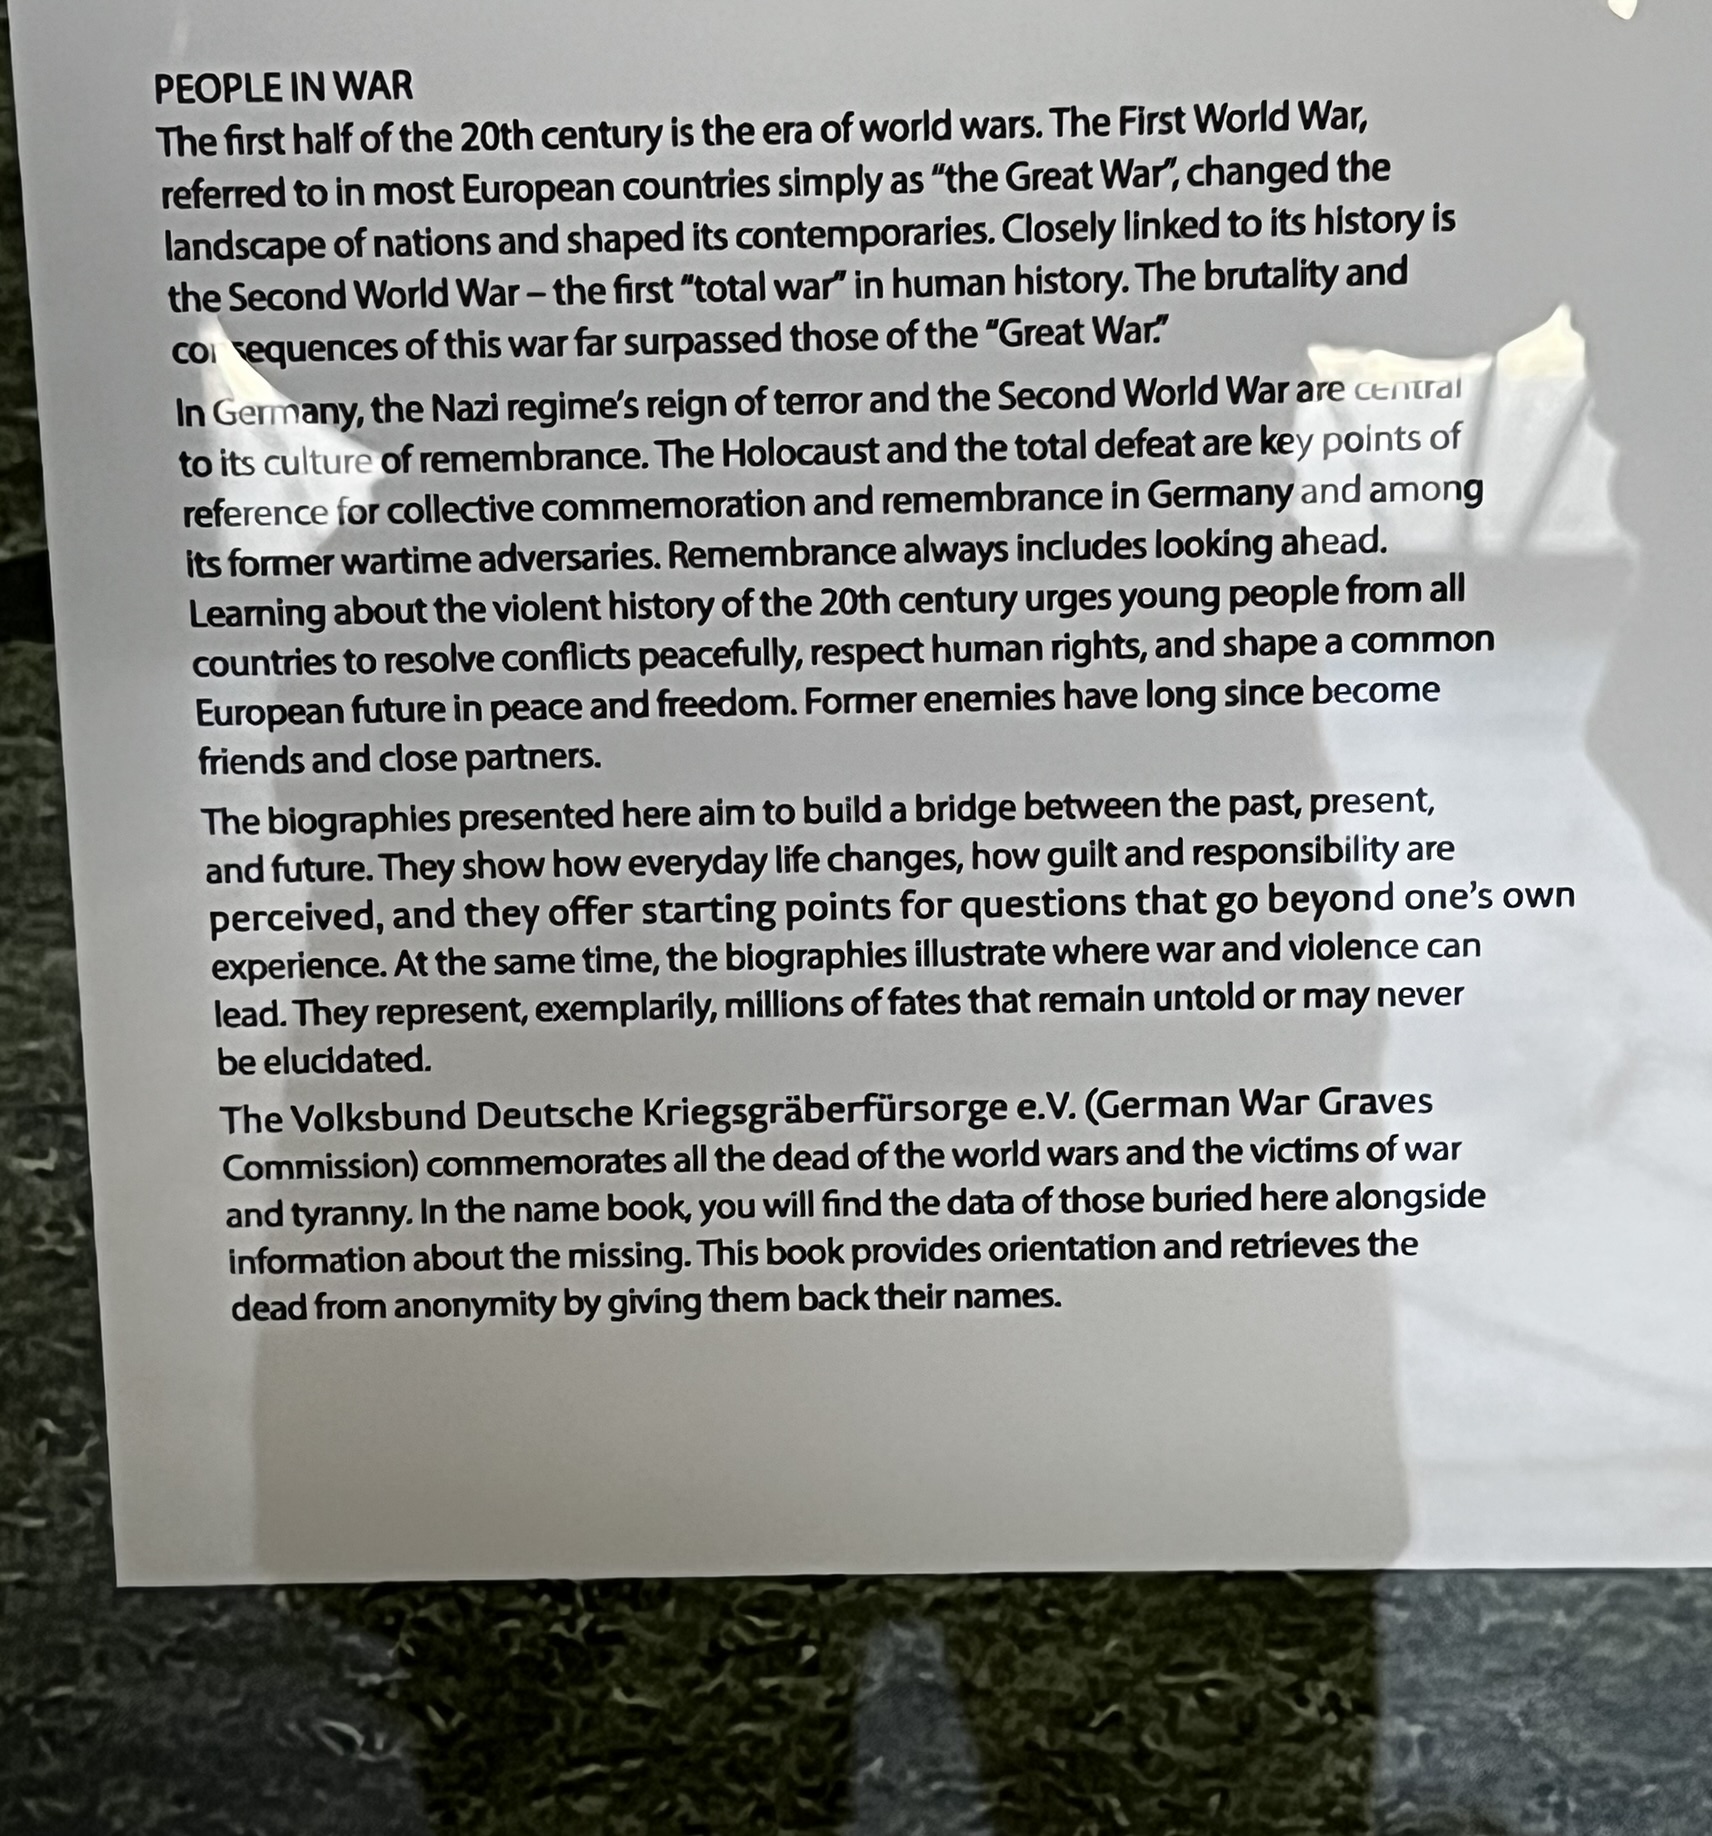 PEOPLE IN WAR
The first half of the 20th century is the era of world wars. The First World War,
referred to in most European countries simply as “the Great War”, changed the
landscape of nations and shaped its contemporaries. Closely linked to its history is
the Second World War – the first “total war” in human history. The brutality and
consequences of this war far surpassed those of the “Great War.”
In Germany, the Nazi regime’s reign of terror and the Second World War are central
to its culture of remembrance. The Holocaust and the total defeat are key points of
reference for collective commemoration and remembrance in Germany and among
its former wartime adversaries. Remembrance always includes looking ahead.
Learning about the violent history of the 20th century urges young people from all
countries to resolve conflicts peacefully, respect human rights, and shape a common
European future in peace and freedom. Former enemies have long since become
friends and close partners.
The biographies presented here aim to build a bridge between the past, present,
and future. They show how everyday life changes, how guilt and responsibility are
perceived, and they offer starting points for questions that go beyond one’s own
experience. At the same time, the biographies illustrate where war and violence can
lead. They represent, exemplarily, millions of fates that remain untold or may never
be elucidated.
The Volksbund Deutsche Kriegsgräberfürsorge e.V. (German War Graves
Commission) commemorates all the dead of the world wars and the victims of war
and tyranny. In the name book, you will find the data of those buried here alongside
information about the missing. This book provides orientation and retrieves the
dead from anonymity by giving them back their names.